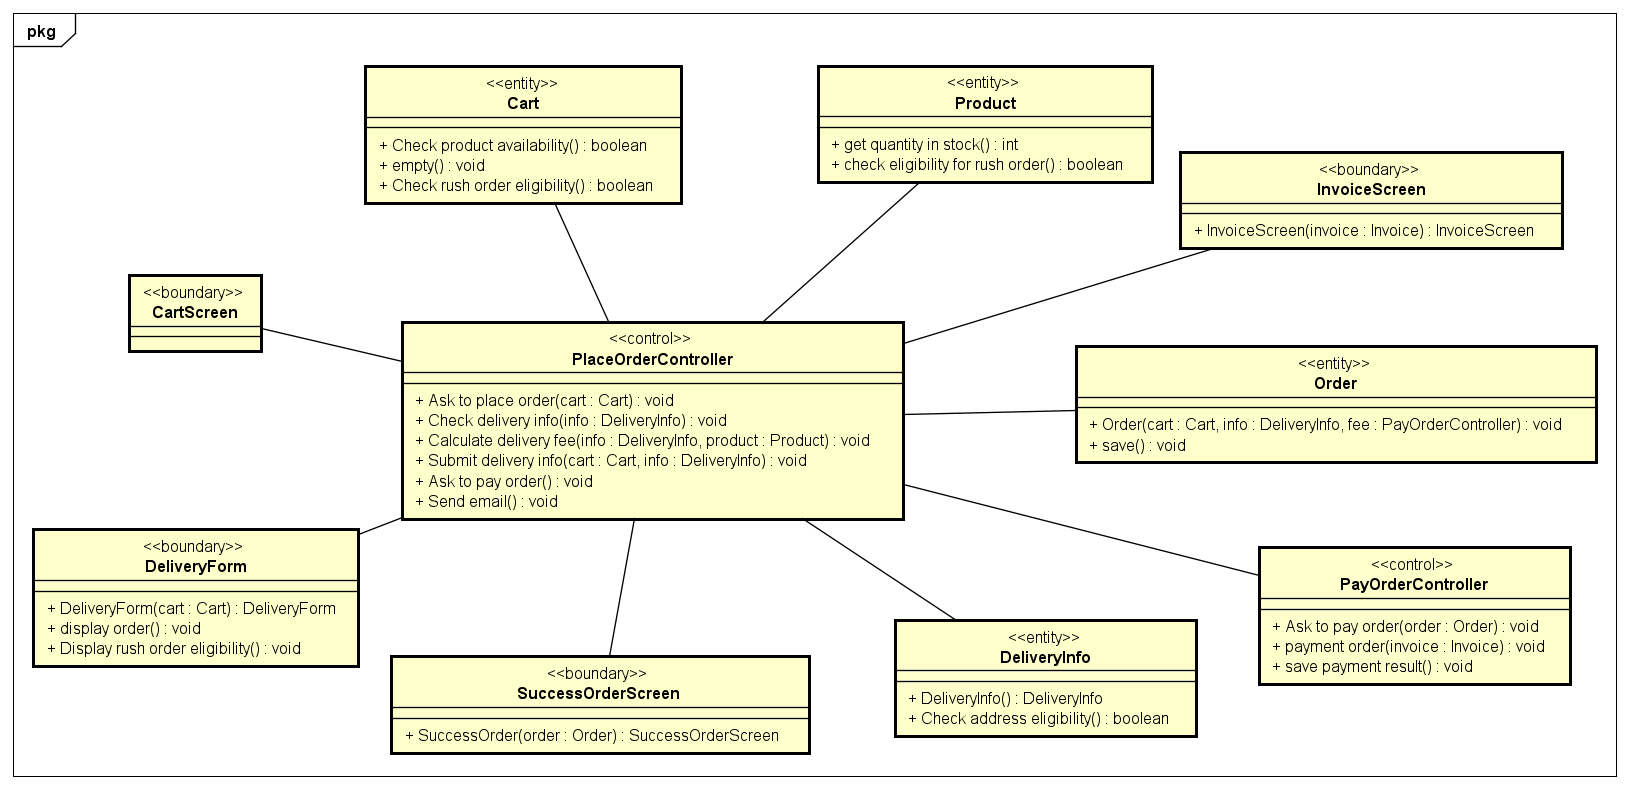 pkg
<<entity>>
Cart
+ Check product availability() : boolean
+ empty() : void
+ Check rush order eligibility() : boolean
<<entity>>
Product
+ get quantity in stock() : int
+ check eligibility for rush order() : boolean
<<boundary>>
InvoiceScreen
+ InvoiceScreen(invoice : Invoice) : InvoiceScreen
<<boundary>>
CartScreen
<<control>>
PlaceOrderController
+ Ask to place order(cart : Cart) : void
+ Check delivery info(info : DeliveryInfo) : void
+ Calculate delivery fee(info : DeliveryInfo, product : Product) : void
+ Submit delivery info(cart : Cart, info : DeliveryInfo) : void
+ Ask to pay order() : void
+ Send email() : void
<<entity>>
Order
+ Order(cart : Cart, info : DeliveryInfo, fee : PayOrderController) : void
+ save() : void
<<boundary>>
DeliveryForm
+ DeliveryForm(cart : Cart) : DeliveryForm
+ display order() : void
+ Display rush order eligibility() : void
<<boundary>>
SuccessOrderScreen
+ SuccessOrder(order : Order) : SuccessOrderScreen
<<entity>>
DeliveryInfo
+ DeliveryInfo() : DeliveryInfo
+ Check address eligibility() : boolean
<<control>>
PayOrderController
+ Ask to pay order(order : Order) : void
+ payment order(invoice : Invoice) : void
+ save payment result() : void